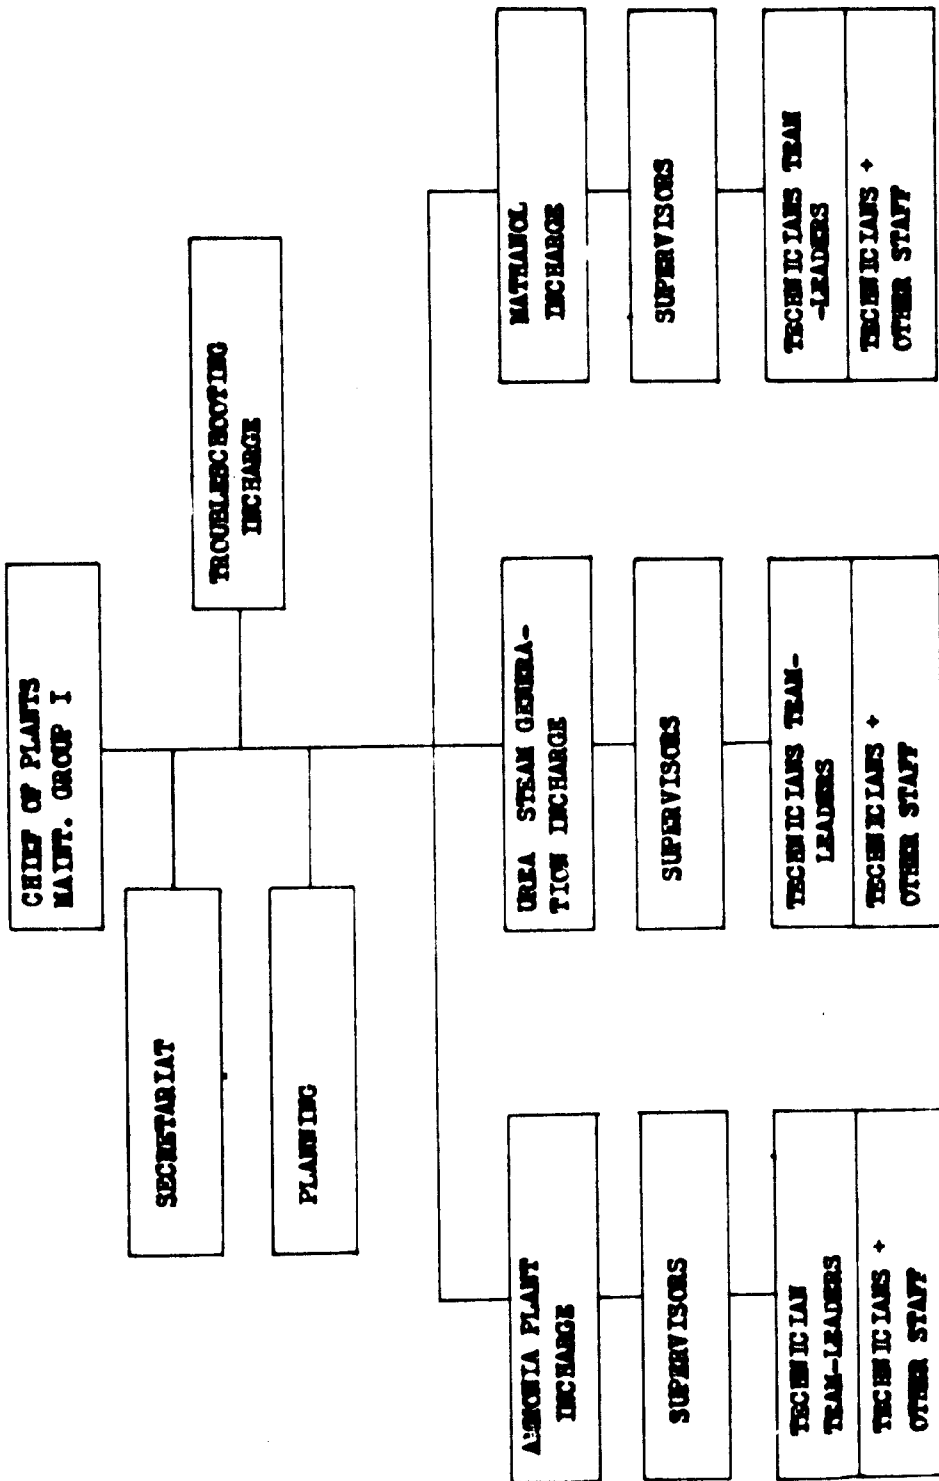 CHIEF OF PLANTS
MAINT. GROUP I
SECRETARIAT
TROUBLESCHOOTING
INCHARGE
PLANNING
AMMONIA PLANT
INCHARGE
UREA STEAM GENERA-
TION INCHARGE
MATHANOL
INCHARGE
SUPERVISORS
SUPERVISORS
SUPERVISORS
TECHNICIAN
TEAM-LEADERS
TECHNICIANS TEAM-
LEADERS
TECHNICIANS TEAM
-LEADERS
TECHNICIANS +
OTHER STAFF
TECHNICIANS +
OTHER STAFF
TECHNICIANS +
OTHER STAFF